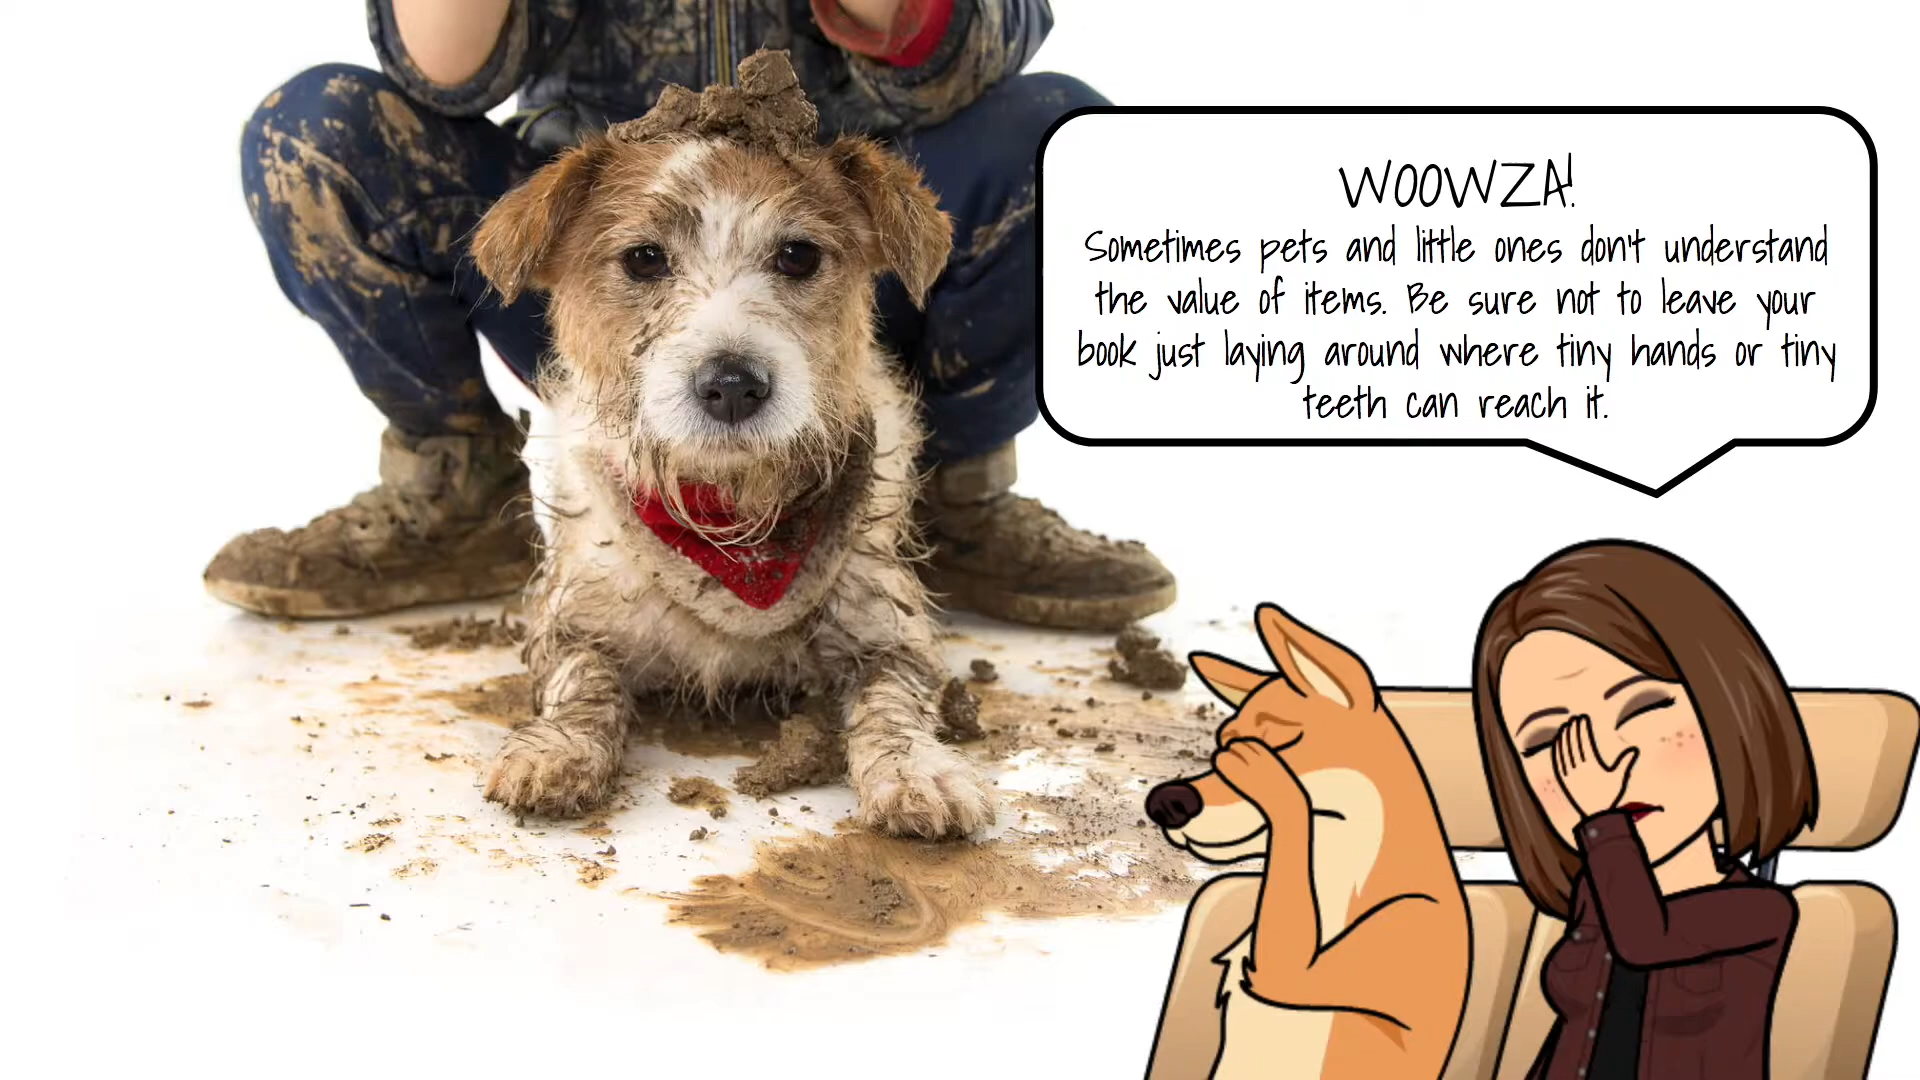 WOOWZA!
Sometimes pets and little ones don't understand
the value of items. Be sure not to leave your
book just laying around where tiny hands or tiny
teeth can reach it.